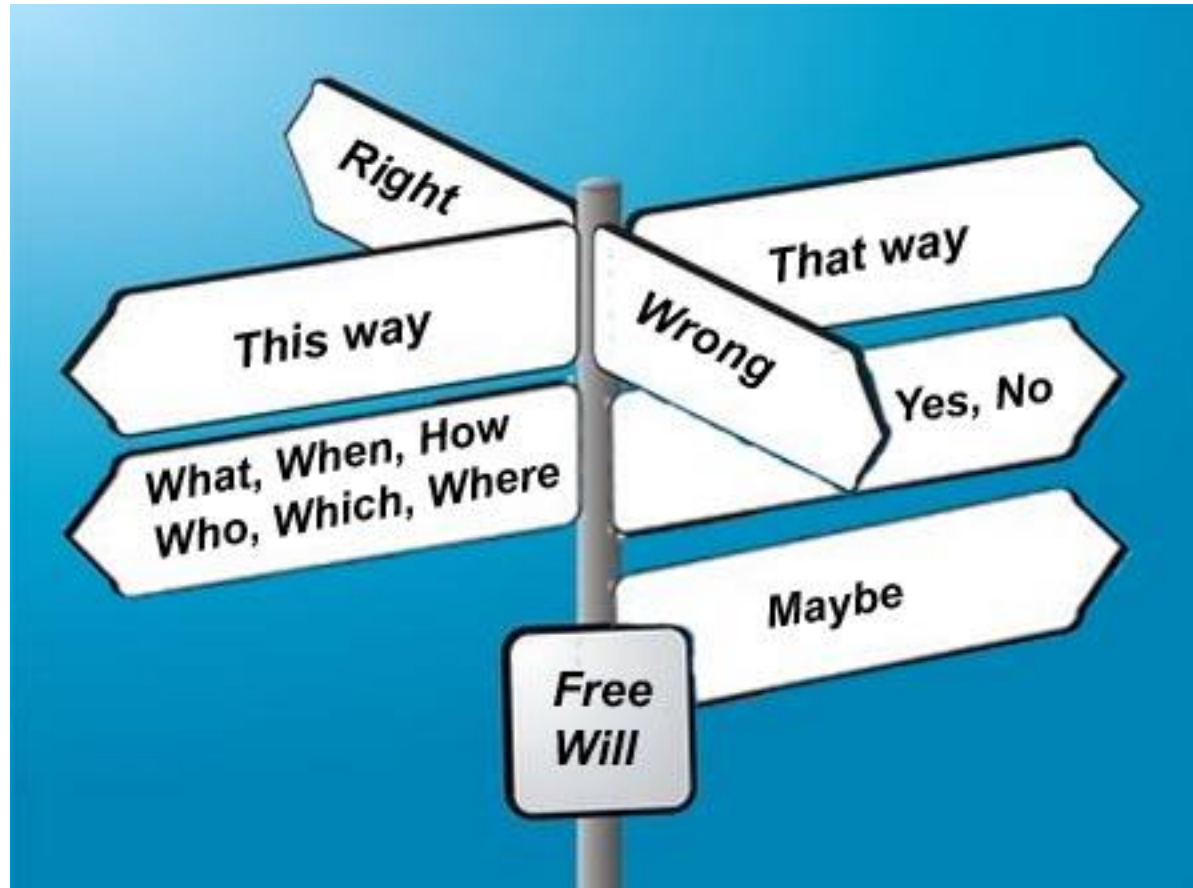 Right
That way
This way
Wrong
Yes, No
What, When, How
Who, Which, Where
Maybe
Free
Will